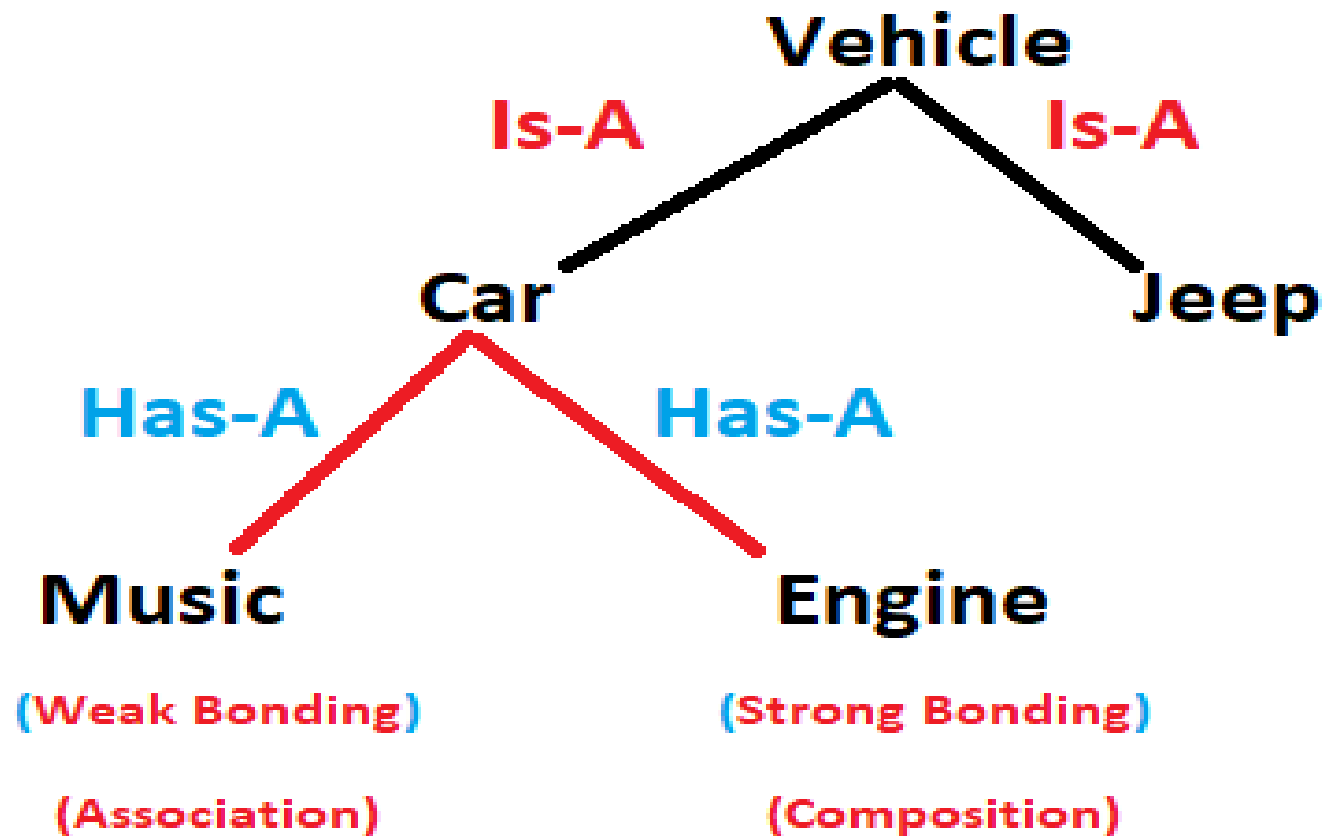 Vehicle
Is-A Is-A
Car Jeep
Has-A Has-A
Music Engine
(Weak Bonding) (Strong Bonding)
(Association) (Composition)